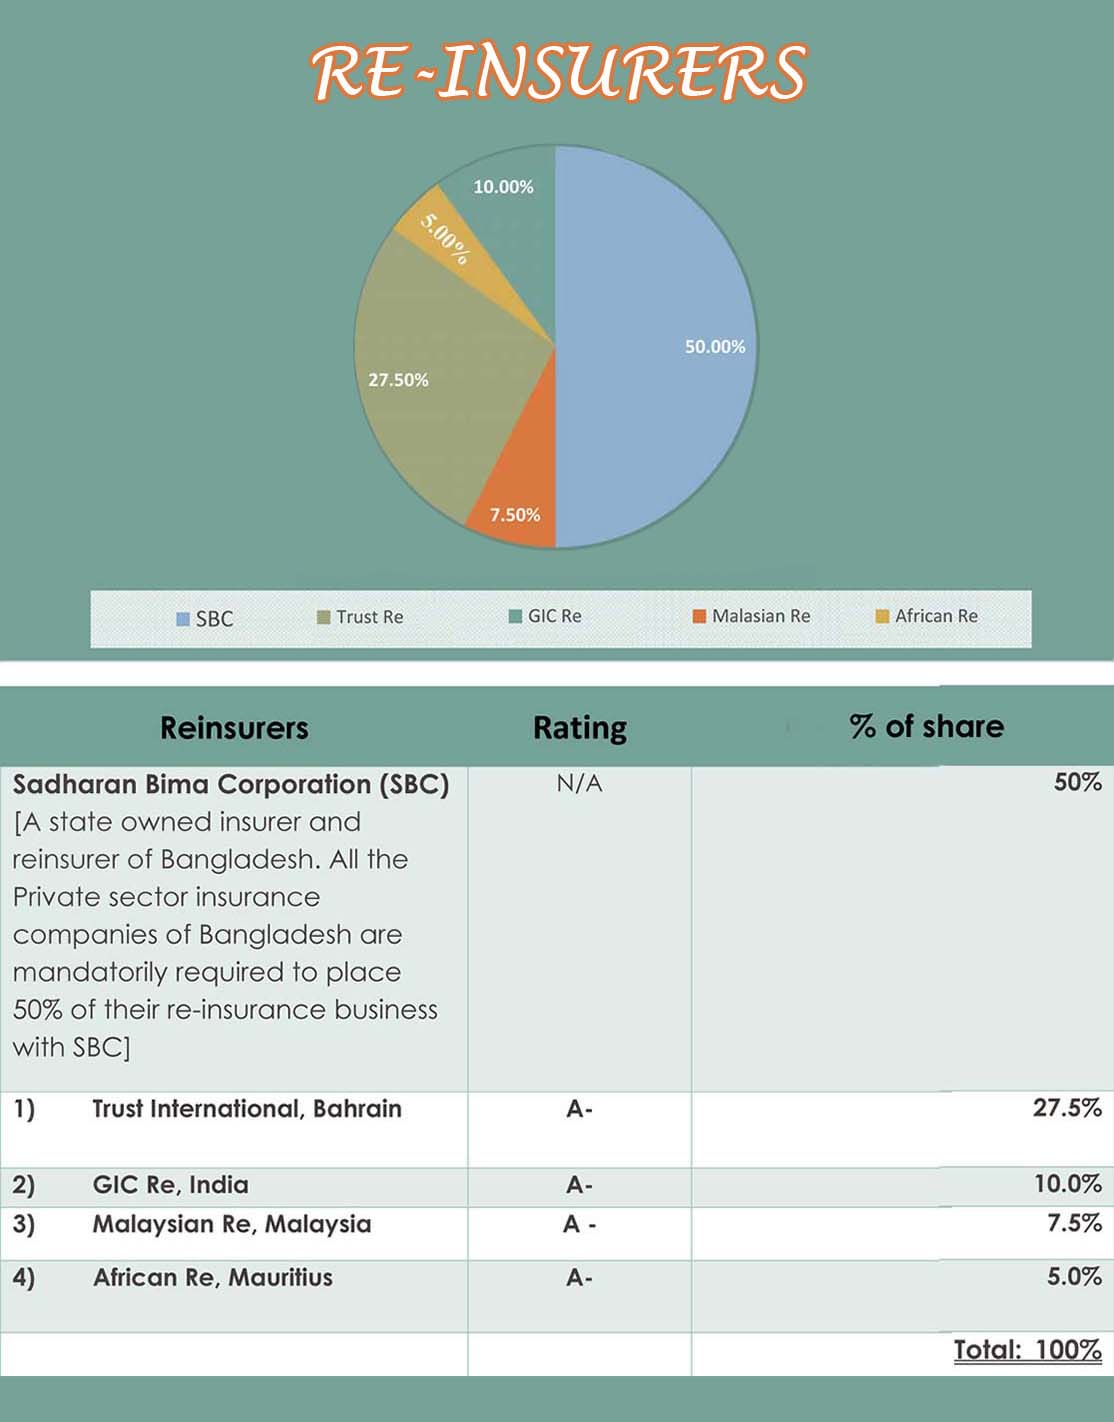 RE-INSURERS
10.00%
5.00%
50.00%
27.50%
7.50%
SBC Trust Re GIC Re Malasian Re African Re
Reinsurers Rating % of share
Sadharan Bima Corporation (SBC) N/A 50%
[A state owned insurer and
reinsurer of Bangladesh. All the
Private sector insurance
companies of Bangladesh are
mandatorily required to place
50% of their re-insurance business
with SBC]
1) Trust International, Bahrain A- 27.5%
2) GIC Re, India A- 10.0%
3) Malaysian Re, Malaysia A - 7.5%
4) African Re, Mauritius A- 5.0%
Total: 100%